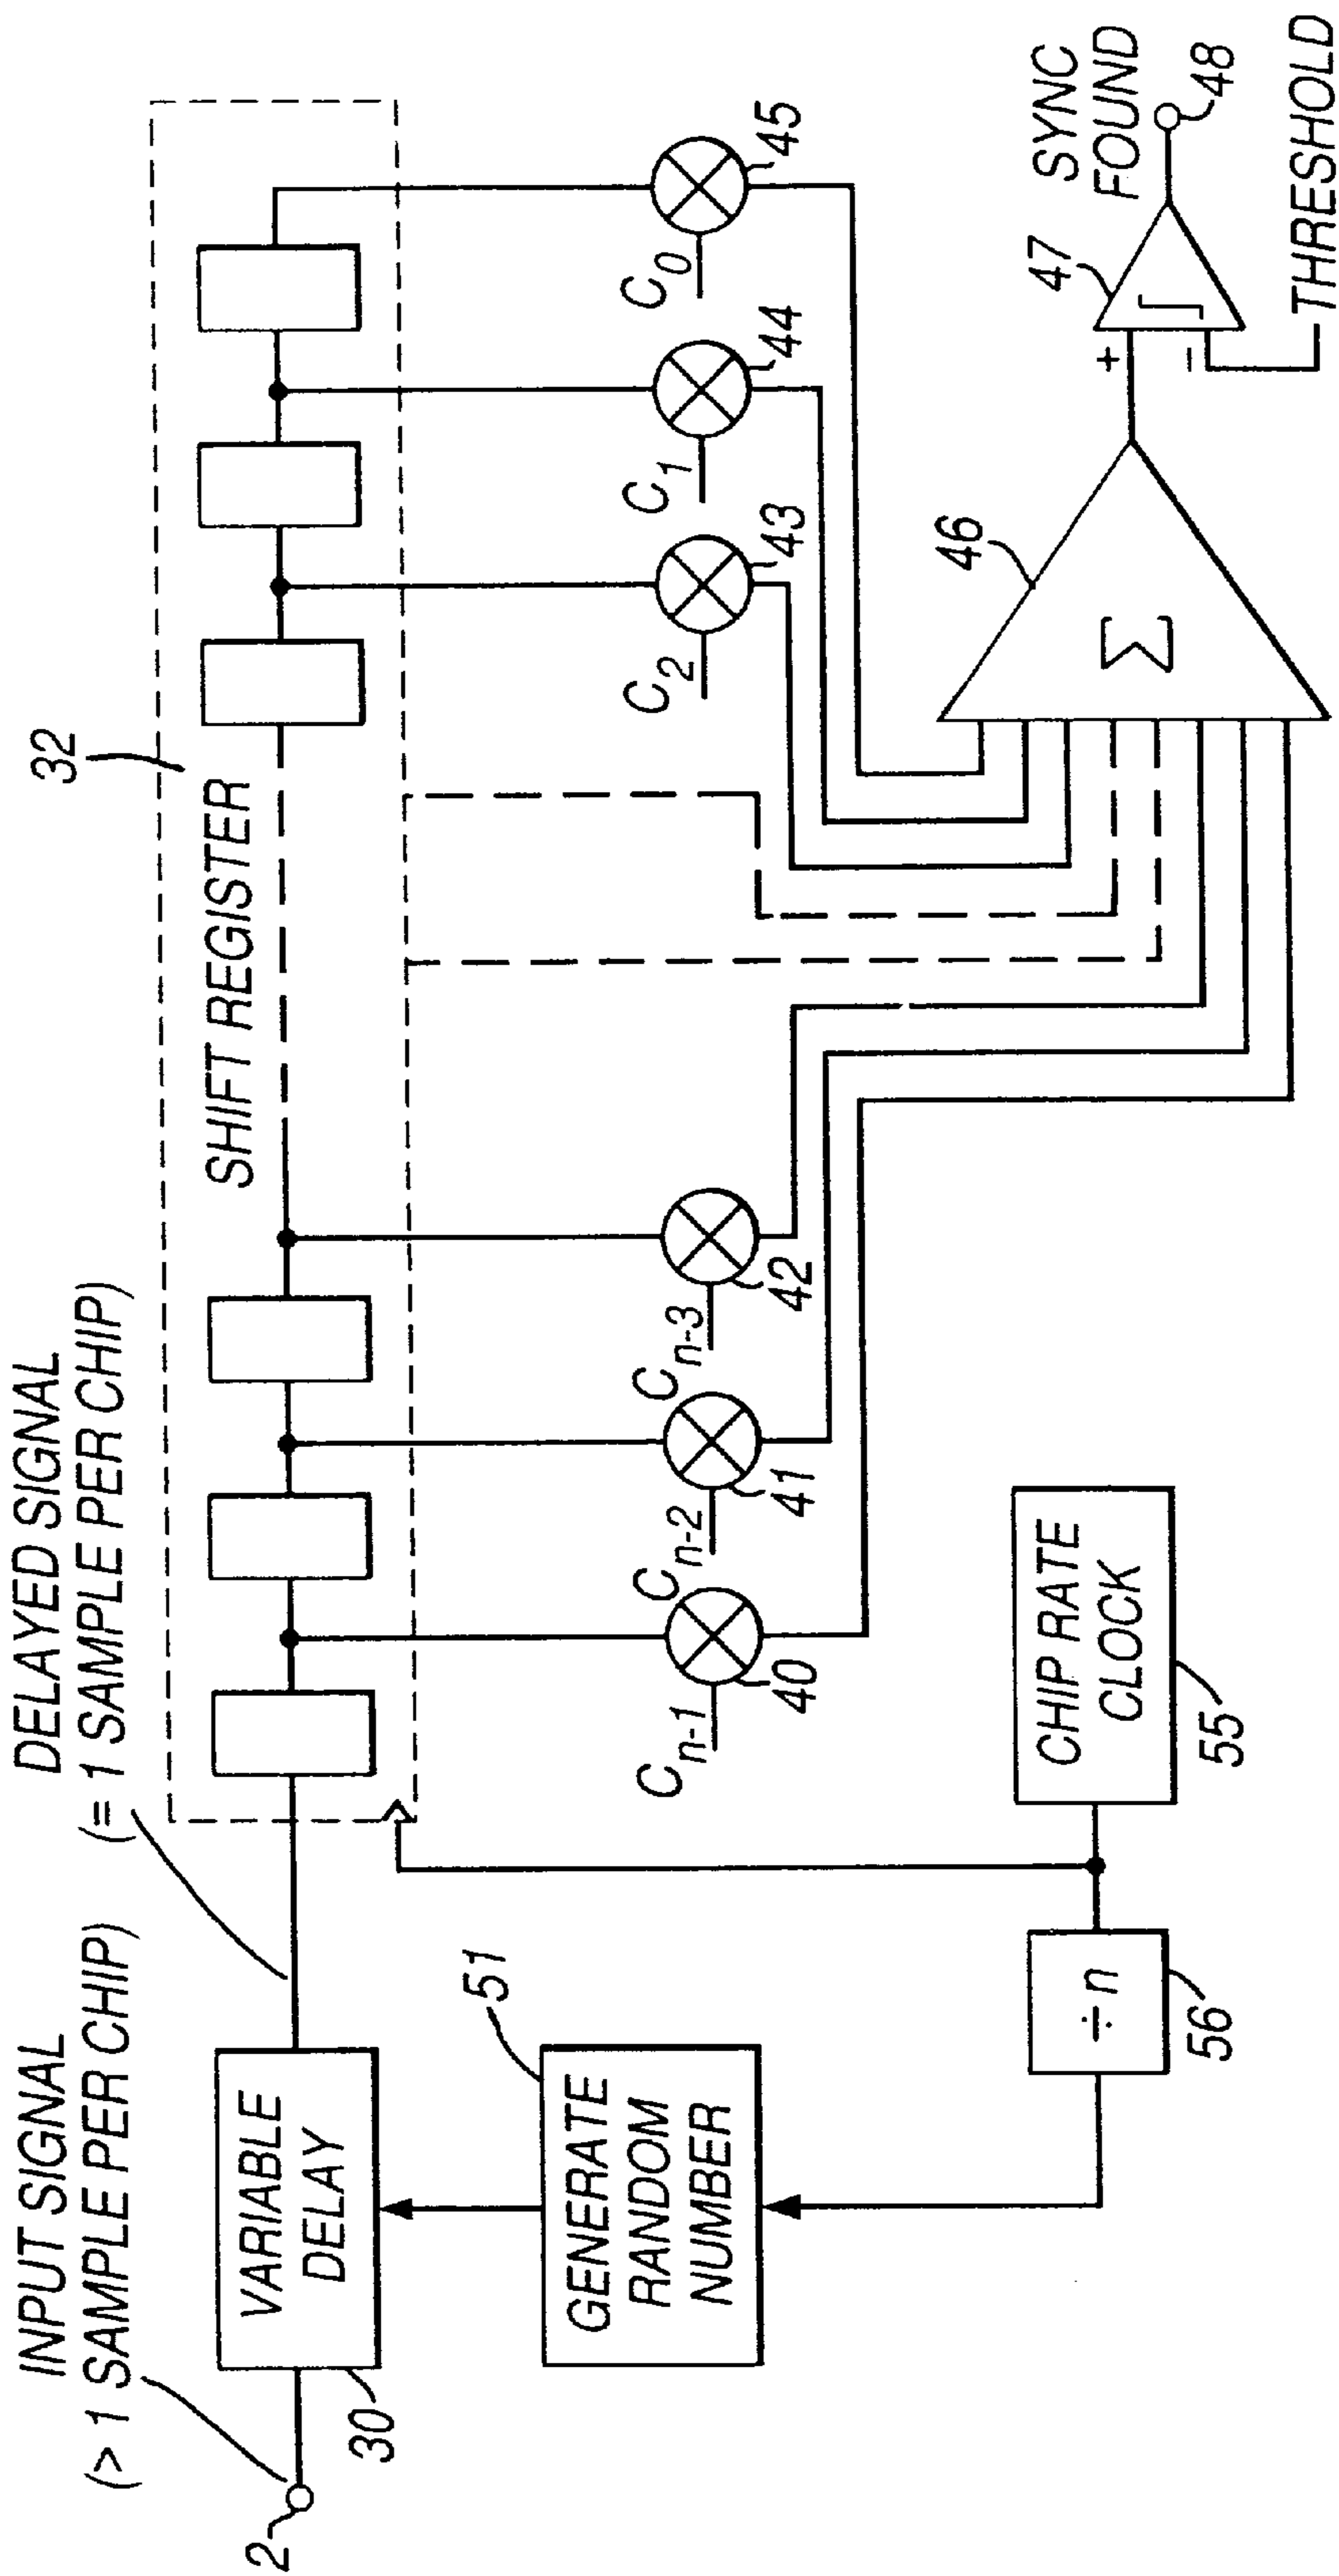 INPUT SIGNAL
(> 1 SAMPLE PER CHIP)
DELAYED SIGNAL
(= 1 SAMPLE PER CHIP)
2
VARIABLE
DELAY
30
SHIFT REGISTER
32
51
GENERATE
RANDOM
NUMBER
Cn-1
40
Cn-2
41
Cn-3
42
C2
43
C1
44
C0
45
÷ n
56
CHIP RATE
CLOCK
55
Σ
46
+
−
47
SYNC
FOUND
48
THRESHOLD